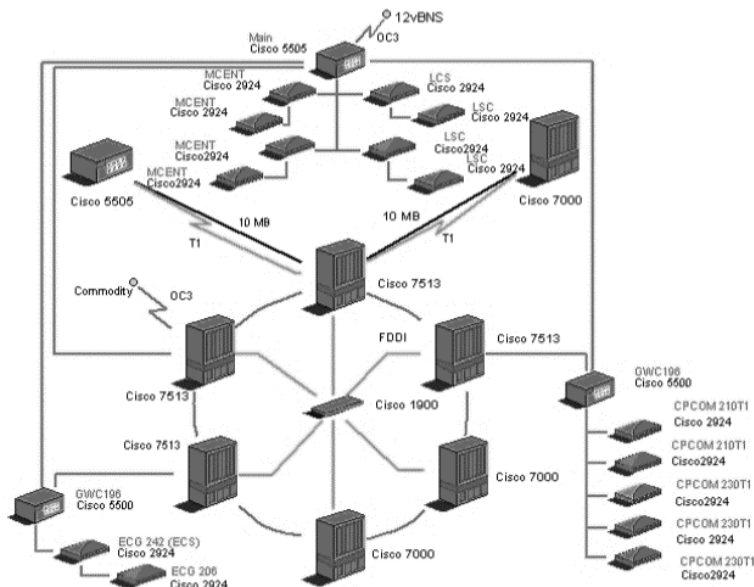 12vBNS
OC3
Main
Cisco 5505
MCENT
Cisco 2924
LCS
Cisco 2924
MCENT
Cisco 2924
LSC
Cisco 2924
MCENT
Cisco2924
LSC
Cisco2924
MCENT
Cisco2924
LSC
Cisco 2924
Cisco 5505
Cisco 7000
10 MB
10 MB
T1
T1
Cisco 7513
Commodity
OC3
FDDI
Cisco 7513
Cisco 7513
Cisco 1900
GWC196
Cisco 5500
CPCOM 210T1
Cisco 2924
CPCOM 210T1
Cisco2924
CPCOM 230T1
Cisco2924
CPCOM 230T1
Cisco 2924
CPCOM 230T1
Cisco2924
Cisco 7513
Cisco 7000
GWC196
Cisco 5500
ECG 242 (ECS)
Cisco 2924
ECG 206
Cisco 2924
Cisco 7000